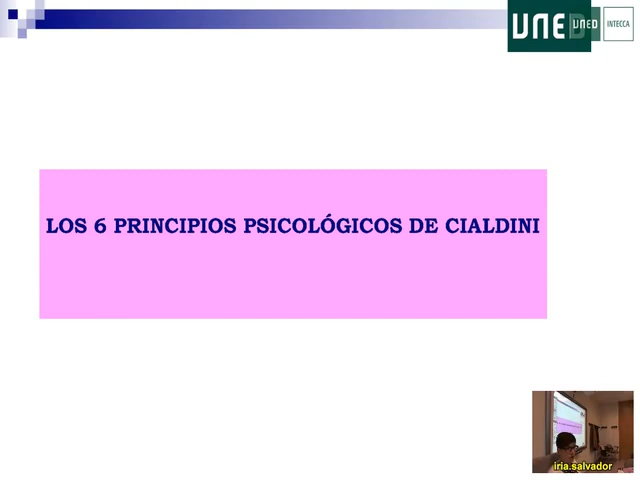 UNED
UNED
INTECCA
LOS 6 PRINCIPIOS PSICOLÓGICOS DE CIALDINI
iria.salvador